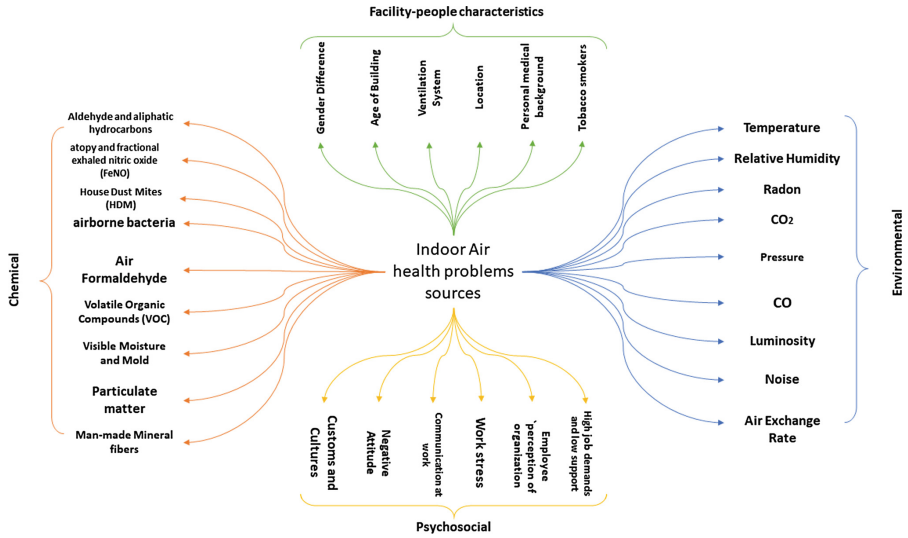 Facility-people characteristics
Gender Difference
Age of Building
Ventilation
System
Location
Personal medical
background
Tobacco smokers
Chemical
Aldehyde and aliphatic
hydrocarbons
atopy and fractional
exhaled nitric oxide
(FeNO)
House Dust Mites
(HDM)
airborne bacteria
Air
Formaldehyde
Volatile Organic
Compounds (VOC)
Visible Moisture
and Mold
Particulate
matter
Man-made Mineral
fibers
Indoor Air
health problems
sources
Temperature
Relative Humidity
Radon
CO2
Pressure
CO
Luminosity
Noise
Air Exchange
Rate
Environmental
Customs and
Cultures
Negative
Attitude
Communication at
work
Work stress
Employee
`perception of
organization
High job demands
and low support
Psychosocial